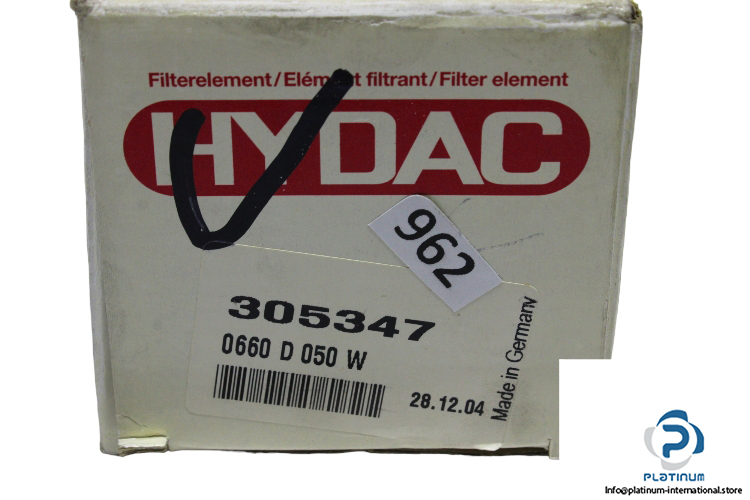 Filterelement/Elément filtrant/Filter element
HYDAC
962
305347
0660 D 050 W
28.12.04
Made in Germany
PLATINUM
Info@platinum-international.store